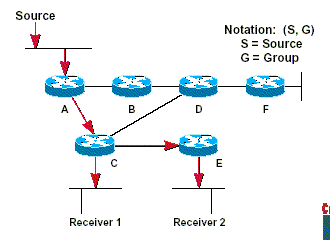 Source
Notation: (S, G)
S = Source
G = Group
A
B
D
F
C
E
Receiver 1
Receiver 2